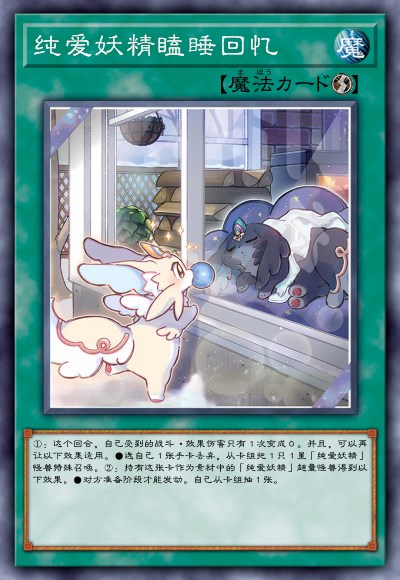 纯爱妖精瞌睡回忆
魔
【魔法カード】
まほう
①：这个回合，自己受到的战斗・效果伤害只有1次变成0。并且，可以再
让以下效果适用。●选自己1张手卡丢弃，从卡组把1只1星「纯爱妖精」
怪兽特殊召唤。②：持有这张卡作为素材中的「纯爱妖精」超量怪兽得到以
下效果。●对方准备阶段才能发动。自己从卡组抽1张。